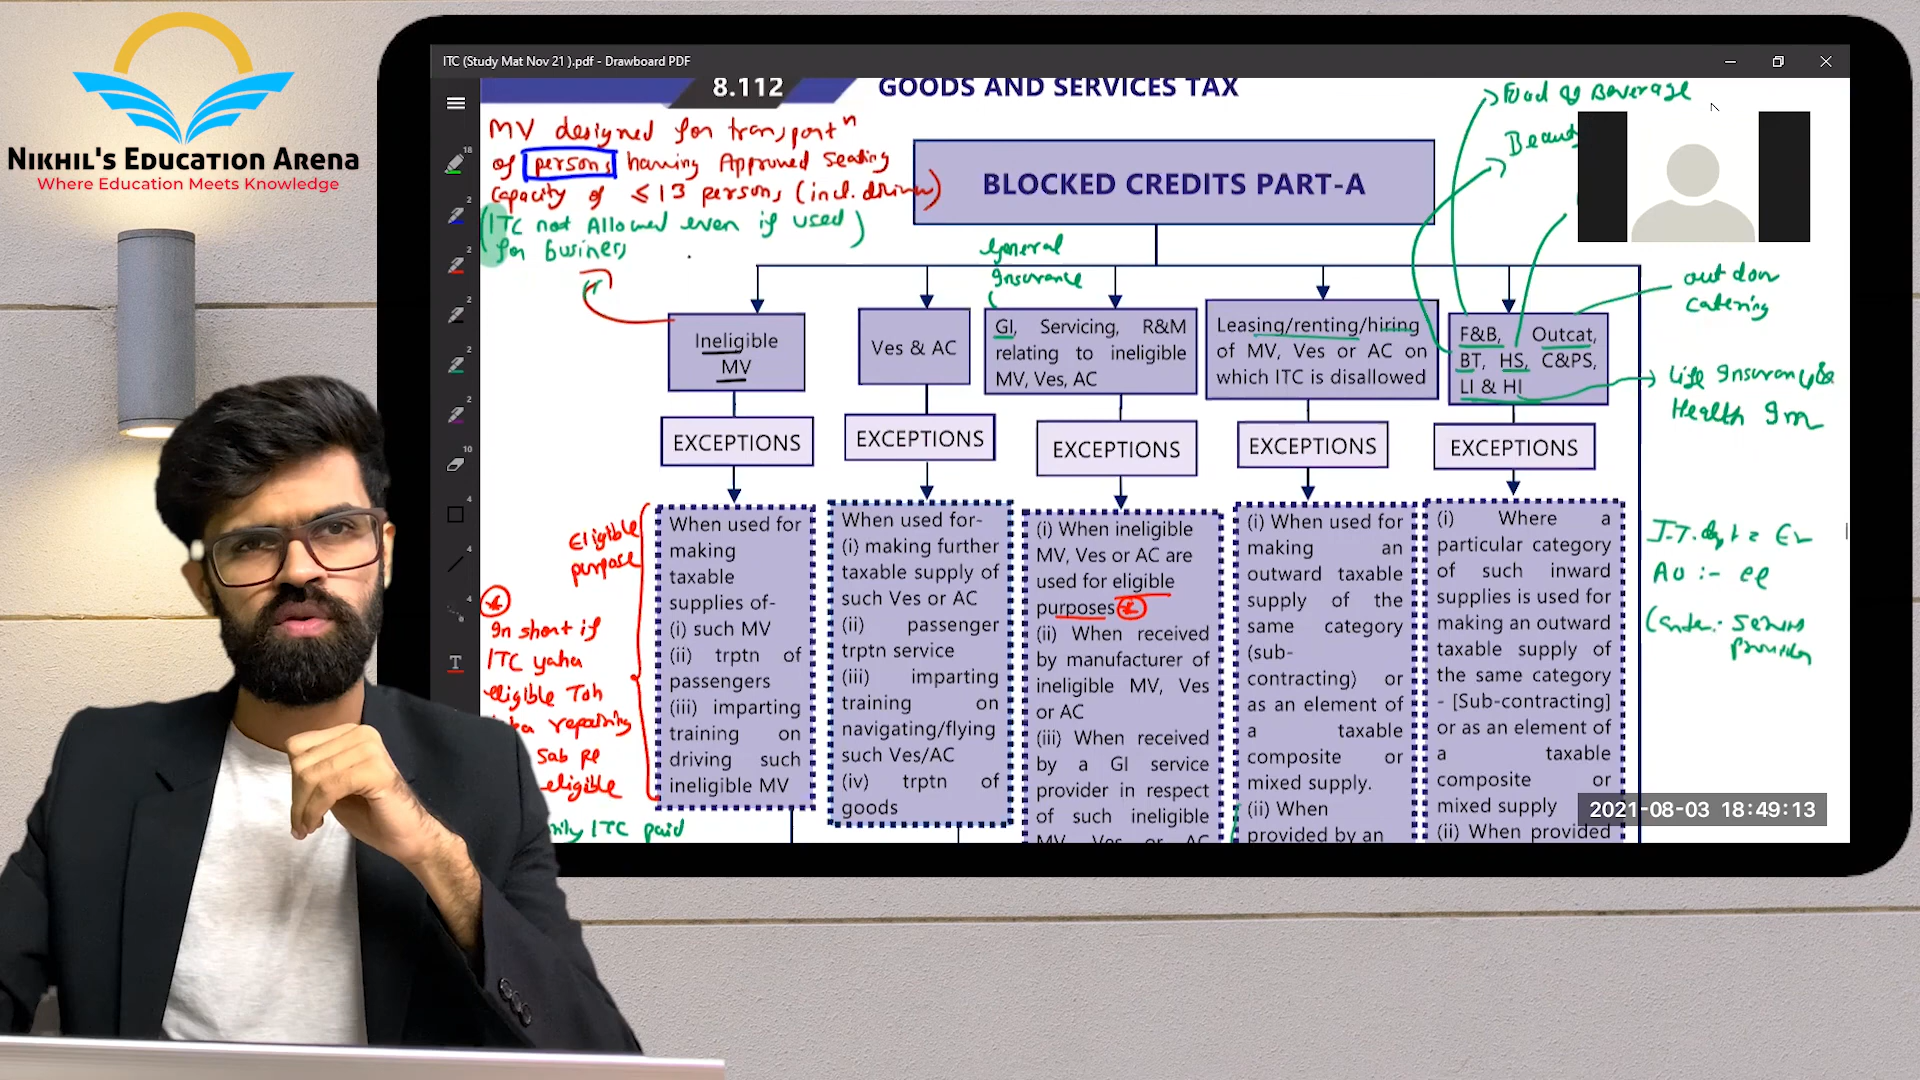 NIKHIL'S EDUCATION ARENA
Where Education Meets Knowledge
ITC (Study Mat Nov 21 ).pdf - Drawboard PDF
8.112
GOODS AND SERVICES TAX
MV designed for transportn
of persons having Approved Seating
Capacity of ≤ 13 persons (incl. driver)
(ITC not Allowed even if used
for business)
BLOCKED CREDITS PART-A
Food & Beverage
General
Insurance
out door
catering
Ineligible
MV
Ves & AC
GI, Servicing, R&M
relating to ineligible
MV, Ves, AC
Leasing/renting/hiring
of MV, Ves or AC on
which ITC is disallowed
F&B, Outcat,
BT, HS, C&PS,
LI & HI
Life Insurance &
Health Ins
EXCEPTIONS
EXCEPTIONS
EXCEPTIONS
EXCEPTIONS
EXCEPTIONS
Eligible
purpose
In short if
ITC yaha
eligible Toh
repairing
Sab pe
eligible
ITC paid
When used for
making
taxable
supplies of-
(i) such MV
(ii) trptn of
passengers
(iii) imparting
training on
driving such
ineligible MV
When used for-
(i) making further
taxable supply of
such Ves or AC
(ii) passenger
trptn service
(iii) imparting
training on
navigating/flying
such Ves/AC
(iv) trptn of
goods
(i) When ineligible
MV, Ves or AC are
used for eligible
purposes
(ii) When received
by manufacturer of
ineligible MV, Ves
or AC
(iii) When received
by a GI service
provider in respect
of such ineligible
MV, Ves or AC
(i) When used for
making an
outward taxable
supply of the
same category
(sub-
contracting) or
as an element of
a taxable
composite or
mixed supply.
(ii) When
provided by an
(i) Where a
particular category
of such inward
supplies is used for
making an outward
taxable supply of
the same category
- [Sub-contracting]
or as an element of
a taxable
composite or
mixed supply
(ii) When provided
2021-08-03 18:49:13